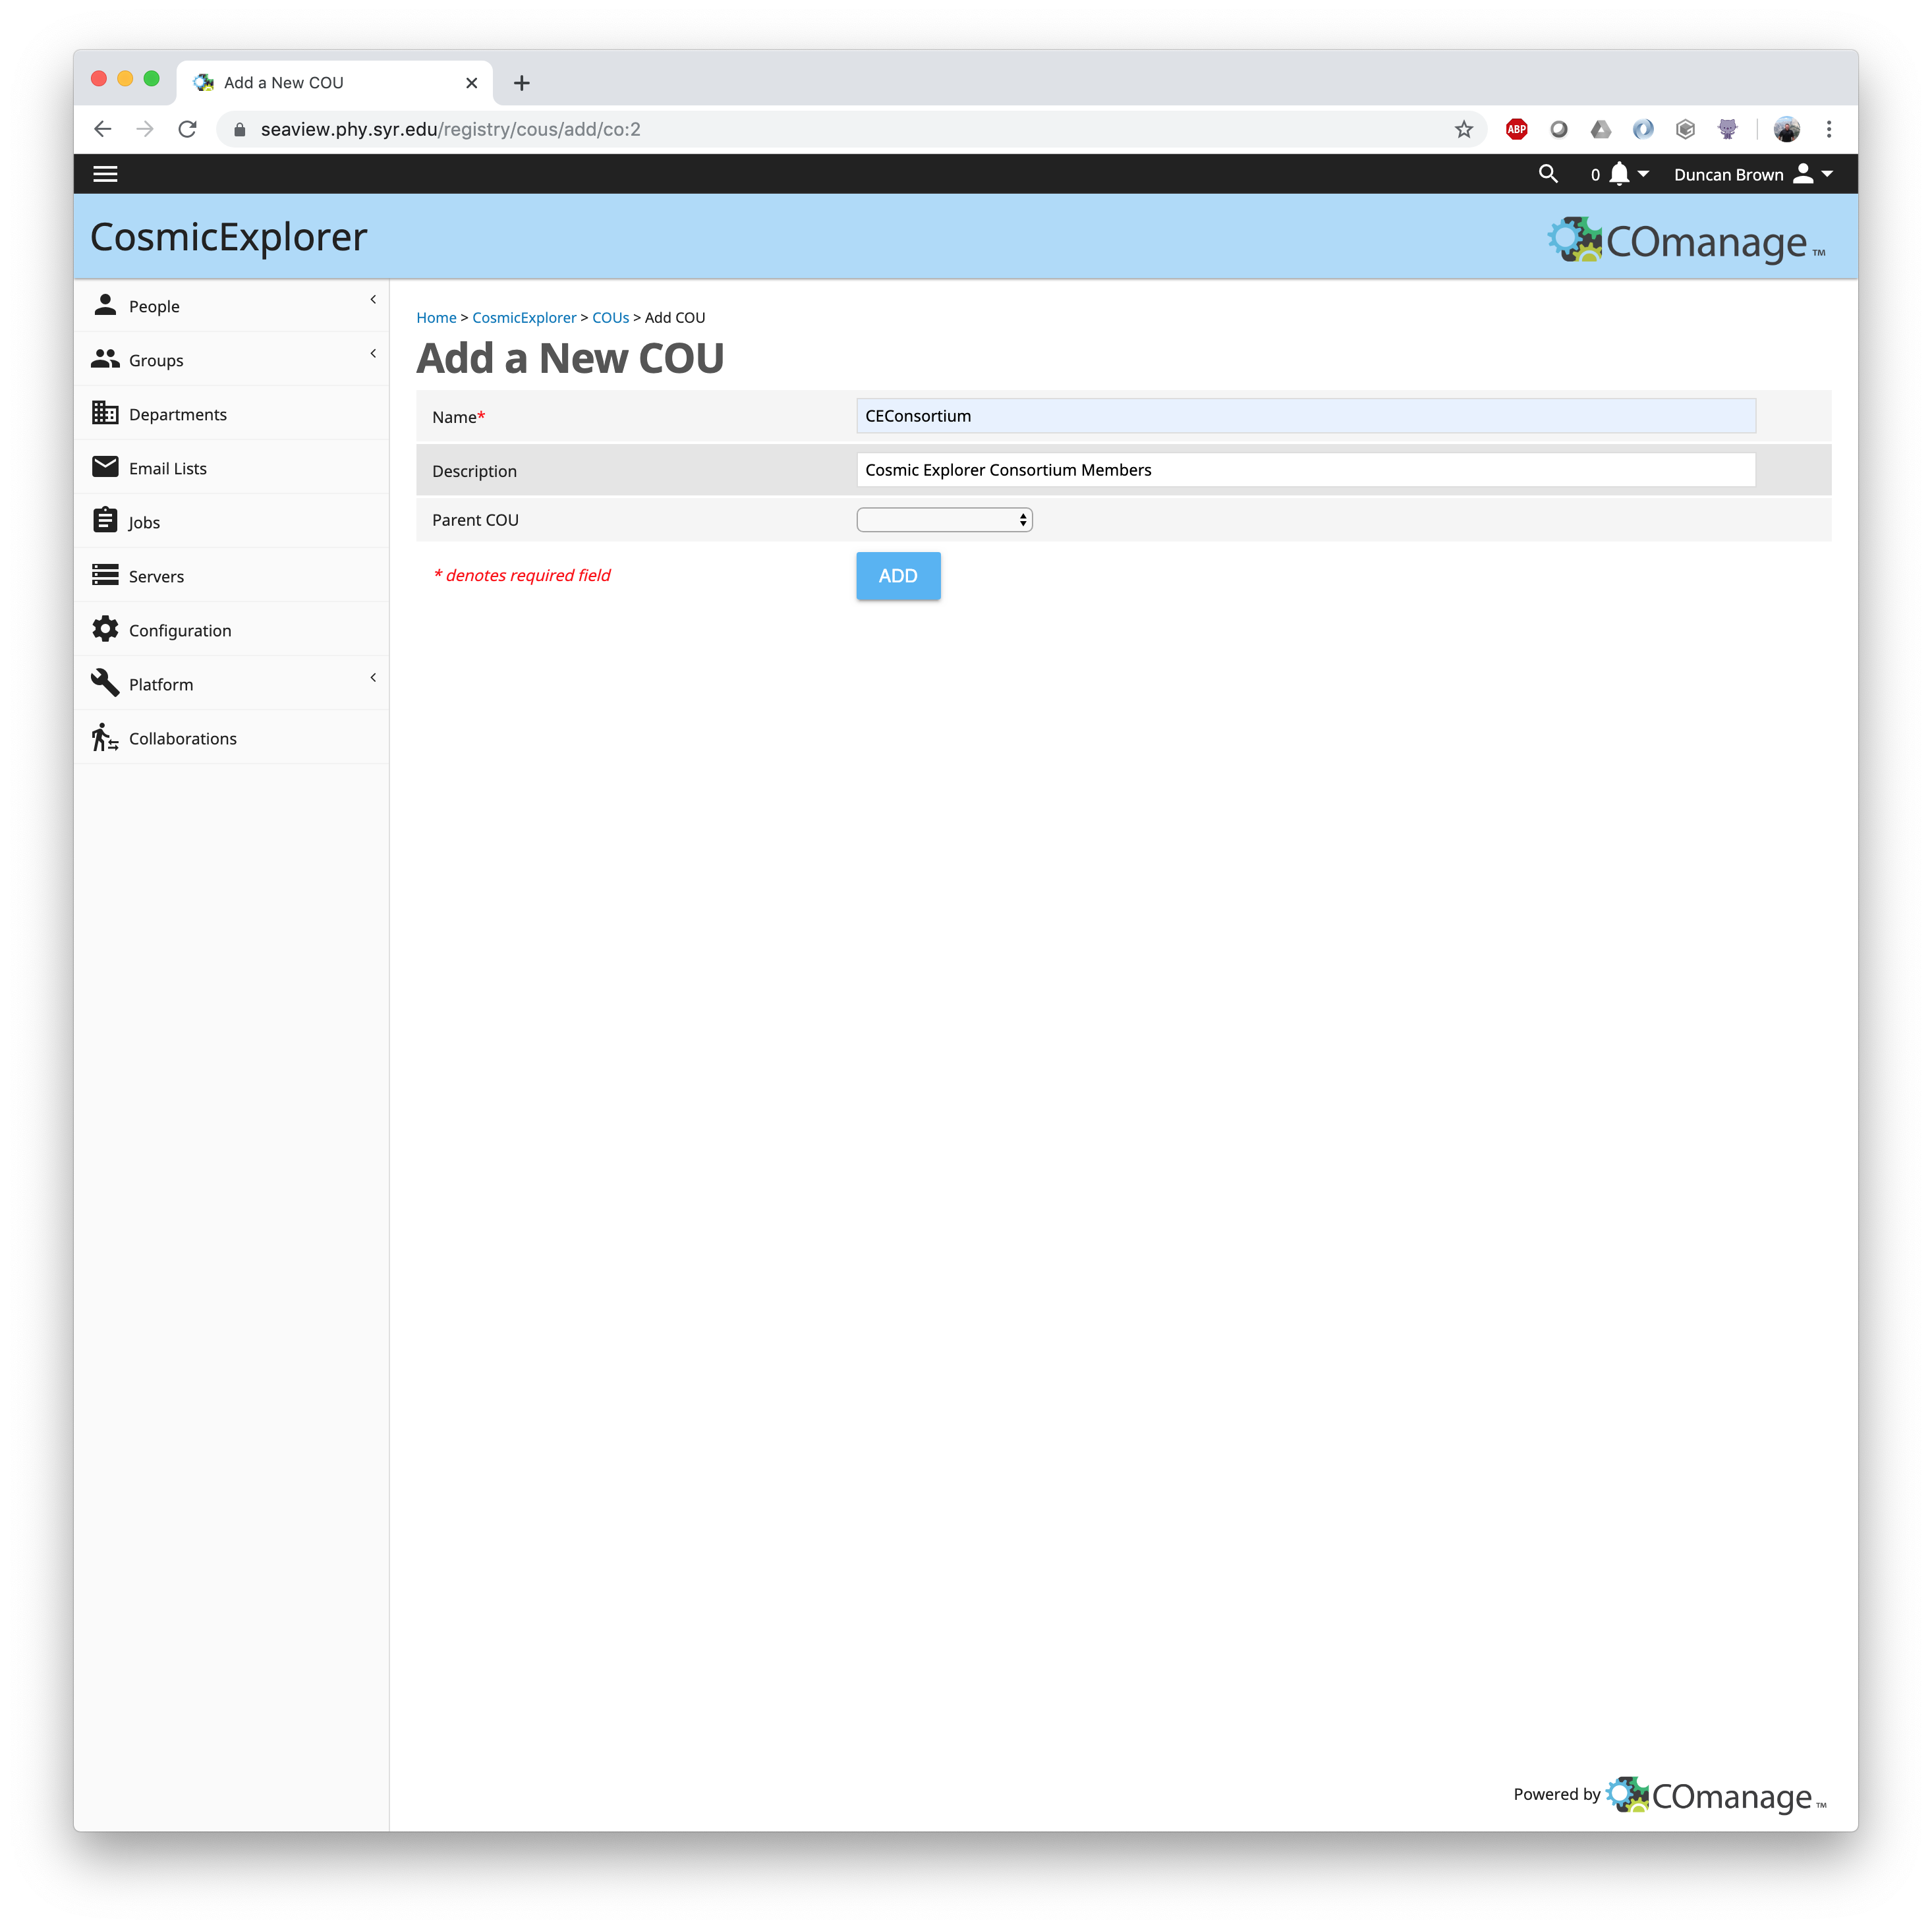 Add a New COU
seaview.phy.syr.edu/registry/cous/add/co:2
ABP
0
Duncan Brown
CosmicExplorer
COmanage TM
People
Groups
Departments
Email Lists
Jobs
Servers
Configuration
Platform
Collaborations
Home > CosmicExplorer > COUs > Add COU
Add a New COU
Name* CEConsortium
Description Cosmic Explorer Consortium Members
Parent COU
* denotes required field ADD
Powered by COmanage TM